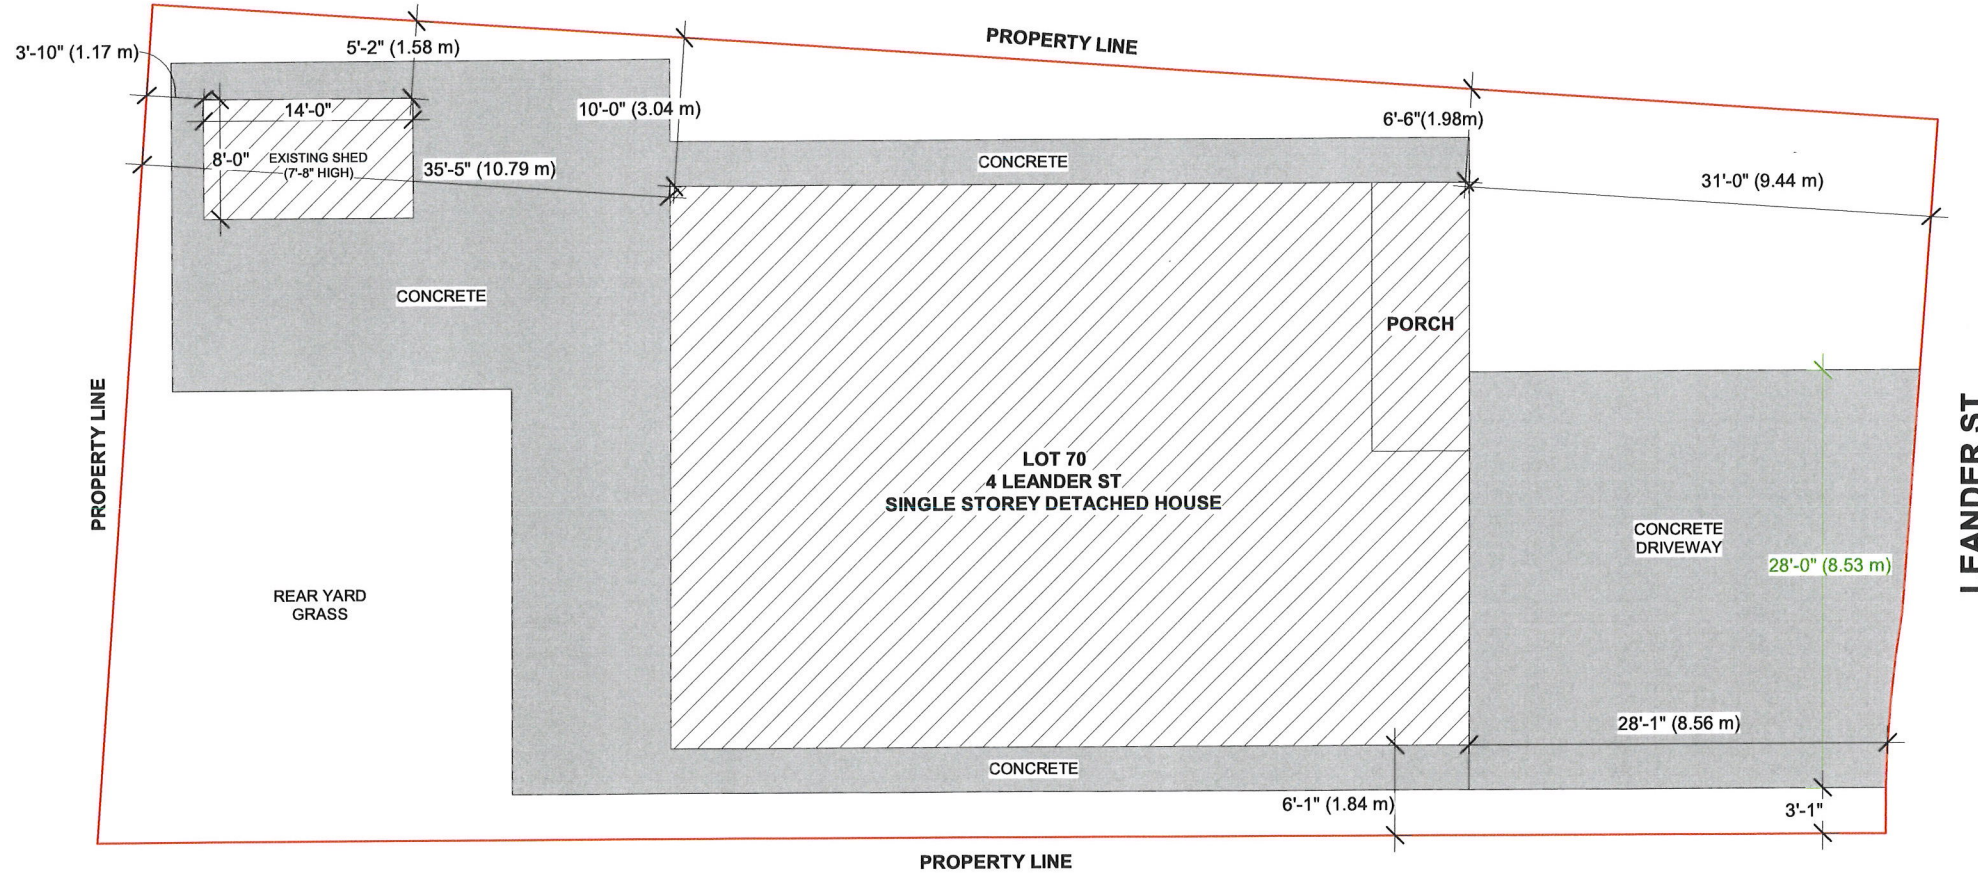 PROPERTY LINE
3'-10" (1.17 m)
5'-2" (1.58 m)
10'-0" (3.04 m)
14'-0"
6'-6"(1.98m)
8'-0"
EXISTING SHED
(7'-8" HIGH)
35'-5" (10.79 m)
CONCRETE
31'-0" (9.44 m)
CONCRETE
PORCH
PROPERTY LINE
LOT 70
4 LEANDER ST
SINGLE STOREY DETACHED HOUSE
LEANDER ST
CONCRETE
DRIVEWAY
28'-0" (8.53 m)
REAR YARD
GRASS
28'-1" (8.56 m)
CONCRETE
6'-1" (1.84 m)
3'-1"
PROPERTY LINE